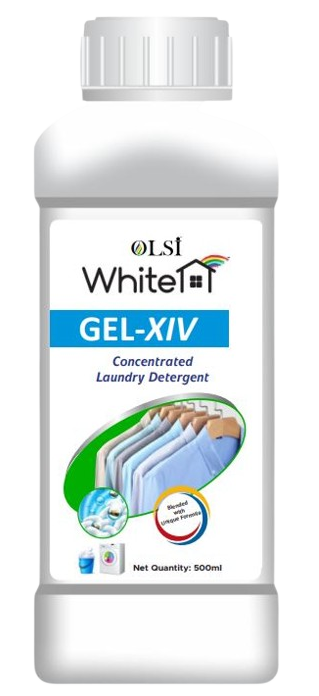 OLSI
White
GEL-XIV
Concentrated
Laundry Detergent
Blended
with
Unique Formula
Net Quantity: 500ml